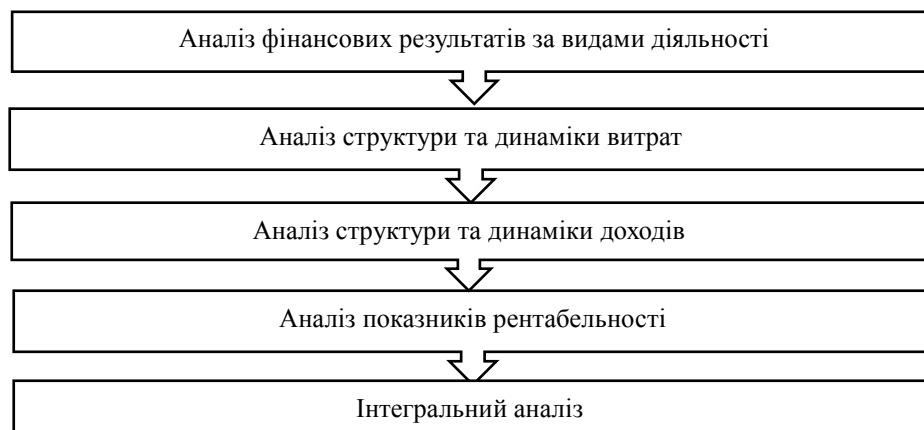 Аналіз фінансових результатів за видами діяльності
Аналіз структури та динаміки витрат
Аналіз структури та динаміки доходів
Аналіз показників рентабельності
Інтегральний аналіз